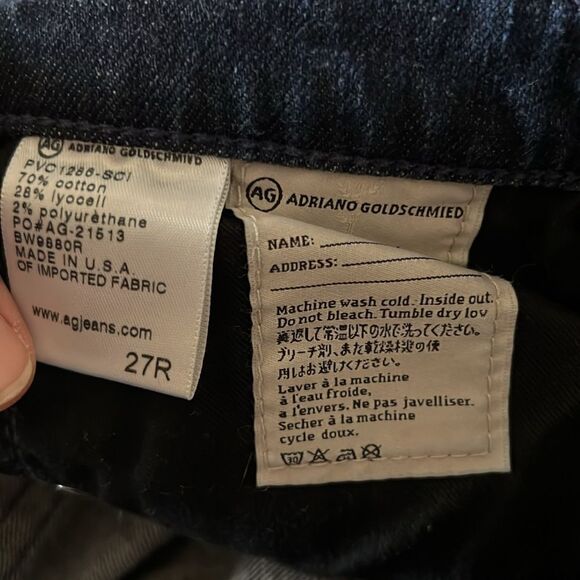 AG ADRIANO GOLDSCHMIED
PVC1286-SCI
70% cotton
28% lyocell
2% polyuréthane
PO#AG-21513
BW9880R
MADE IN U.S.A.
OF IMPORTED FABRIC
www.agjeans.com
27R
AG ADRIANO GOLDSCHMIED
NAME:
ADDRESS:
Machine wash cold. Inside out.
Do not bleach. Tumble dry low
裏返して常温以下の水で洗ってください。
ブリーチ剤、また乾燥機の使
用はお避けください。
Laver à la machine
à l'eau froide,
a l'envers. Ne pas javelliser.
Secher à la machine
cycle doux.
30